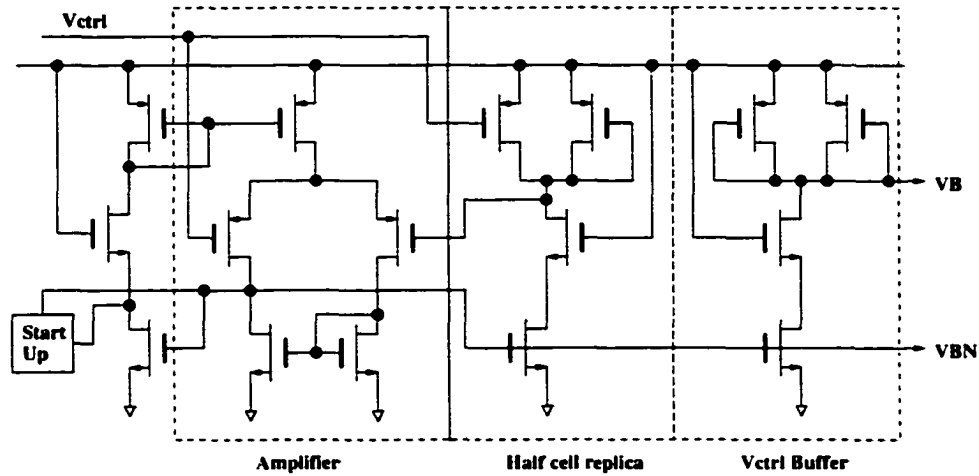 Vctrl
VB
Start
Up
VBN
Amplifier
Half cell replica
Vctrl Buffer